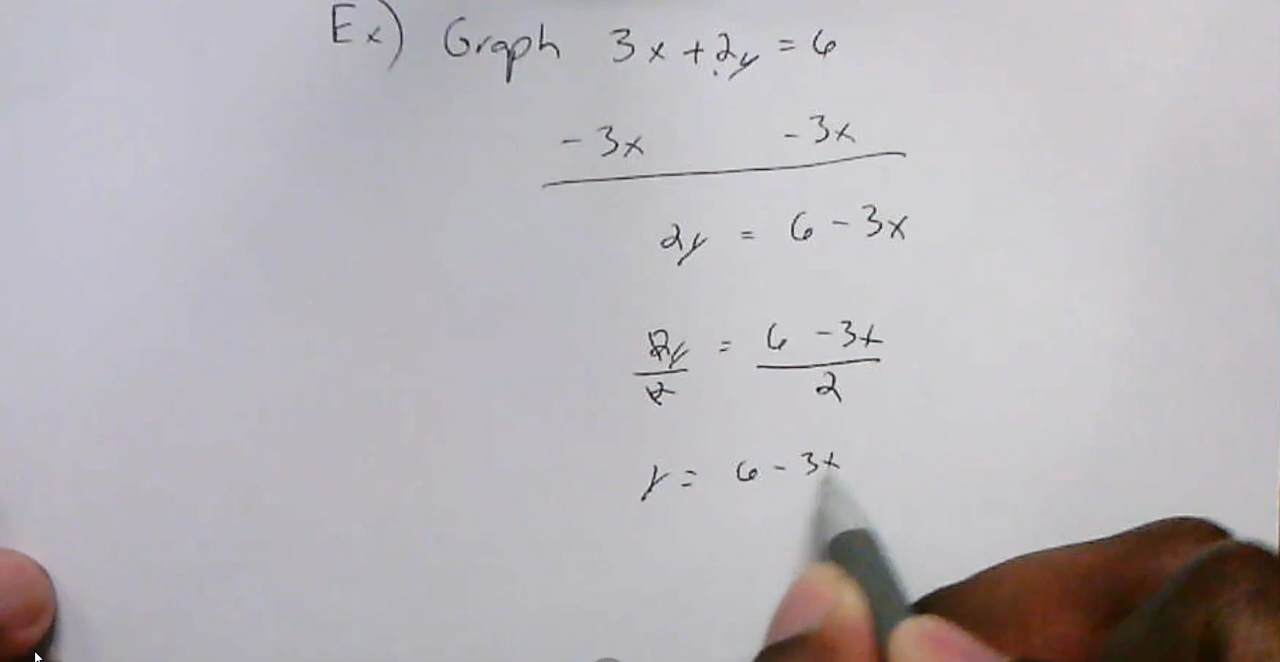 Ex) Graph 3x + 2y = 6
- 3x - 3x
2y = 6 - 3x
2y = 6 - 3x
2 2
y = 6 - 3x